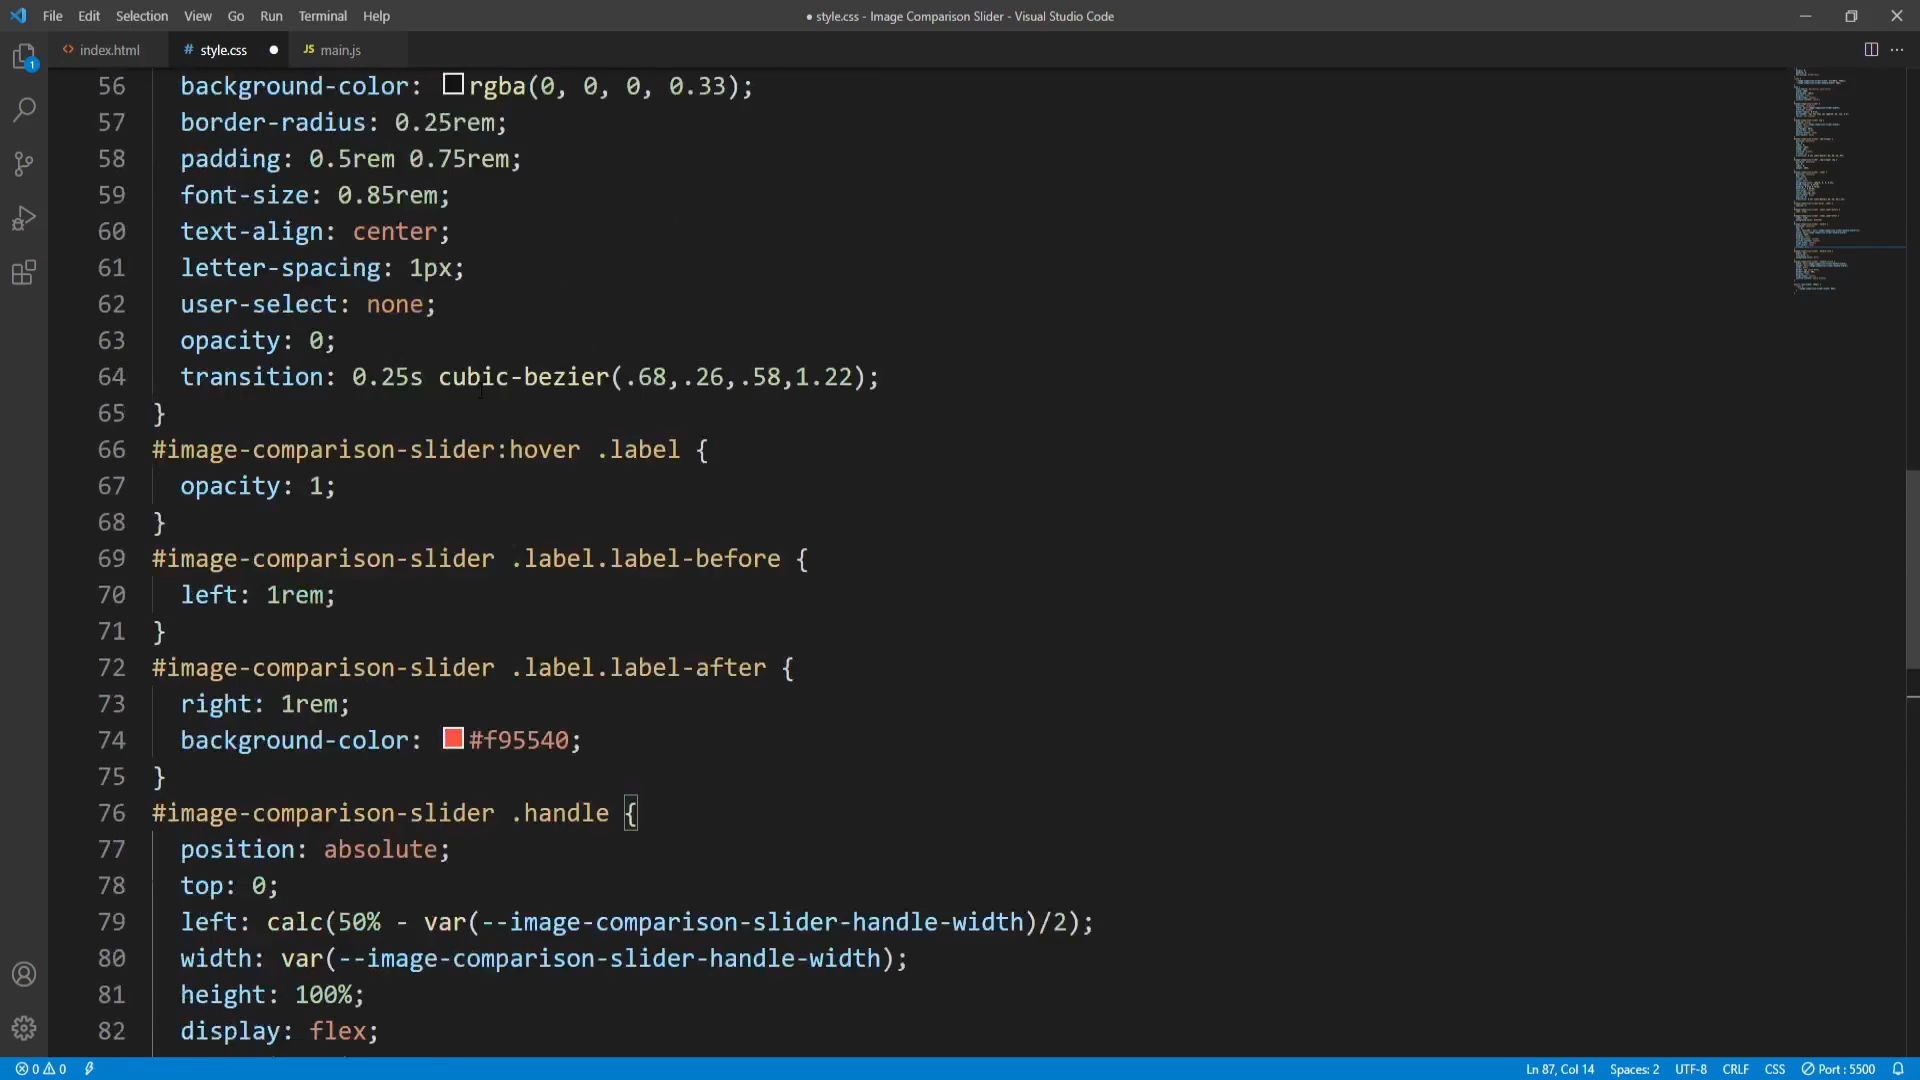 File Edit Selection View Go Run Terminal Help
● style.css - Image Comparison Slider - Visual Studio Code
index.html
# style.css ●
JS main.js
1
56 background-color: rgba(0, 0, 0, 0.33);
57 border-radius: 0.25rem;
58 padding: 0.5rem 0.75rem;
59 font-size: 0.85rem;
60 text-align: center;
61 letter-spacing: 1px;
62 user-select: none;
63 opacity: 0;
64 transition: 0.25s cubic-bezier(.68,.26,.58,1.22);
65 }
66 #image-comparison-slider:hover .label {
67 opacity: 1;
68 }
69 #image-comparison-slider .label.label-before {
70 left: 1rem;
71 }
72 #image-comparison-slider .label.label-after {
73 right: 1rem;
74 background-color: #f95540;
75 }
76 #image-comparison-slider .handle {
77 position: absolute;
78 top: 0;
79 left: calc(50% - var(--image-comparison-slider-handle-width)/2);
80 width: var(--image-comparison-slider-handle-width);
81 height: 100%;
82 display: flex;
0 0
Ln 87, Col 14 Spaces: 2 UTF-8 CRLF CSS Port : 5500